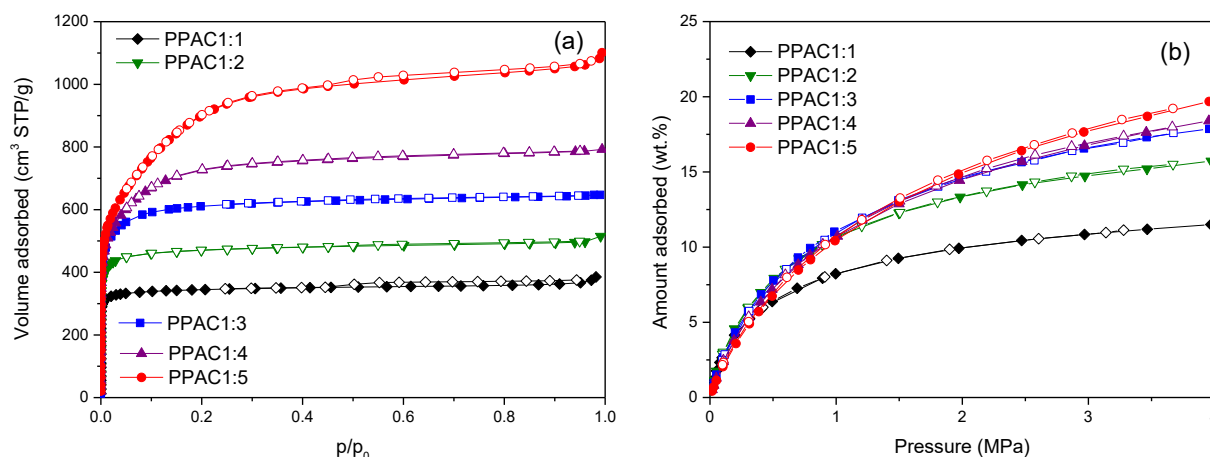 (a)
PPAC1:1
PPAC1:2
PPAC1:3
PPAC1:4
PPAC1:5
Volume adsorbed (cm³ STP/g)
1200
1000
800
600
400
200
0
0.0 0.2 0.4 0.6 0.8 1.0
p/p₀
(b)
PPAC1:1
PPAC1:2
PPAC1:3
PPAC1:4
PPAC1:5
Amount adsorbed (wt.%)
25
20
15
10
5
0
0 1 2 3
Pressure (MPa)